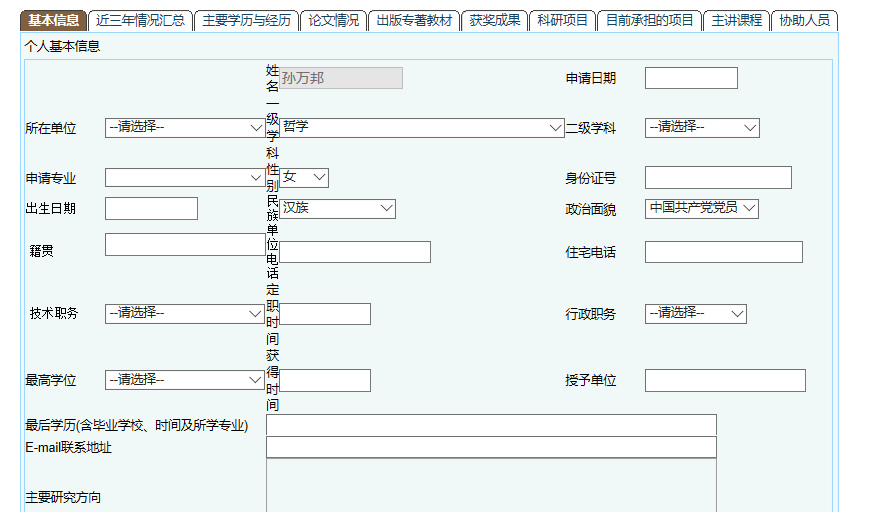 基本信息 近三年情况汇总 主要学历与经历 论文情况 出版专著教材 获奖成果 科研项目 目前承担的项目 主讲课程 协助人员
个人基本信息
姓名 孙万邦 申请日期
所在单位 --请选择-- 一级学科 哲学 二级学科 --请选择--
申请专业 性别 女 身份证号
出生日期 民族 汉族 政治面貌 中国共产党党员
籍贯 单位电话 住宅电话
技术职务 --请选择-- 定职时间 行政职务 --请选择--
最高学位 --请选择-- 获得时间 授予单位
最后学历(含毕业学校、时间及所学专业)
E-mail联系地址
主要研究方向